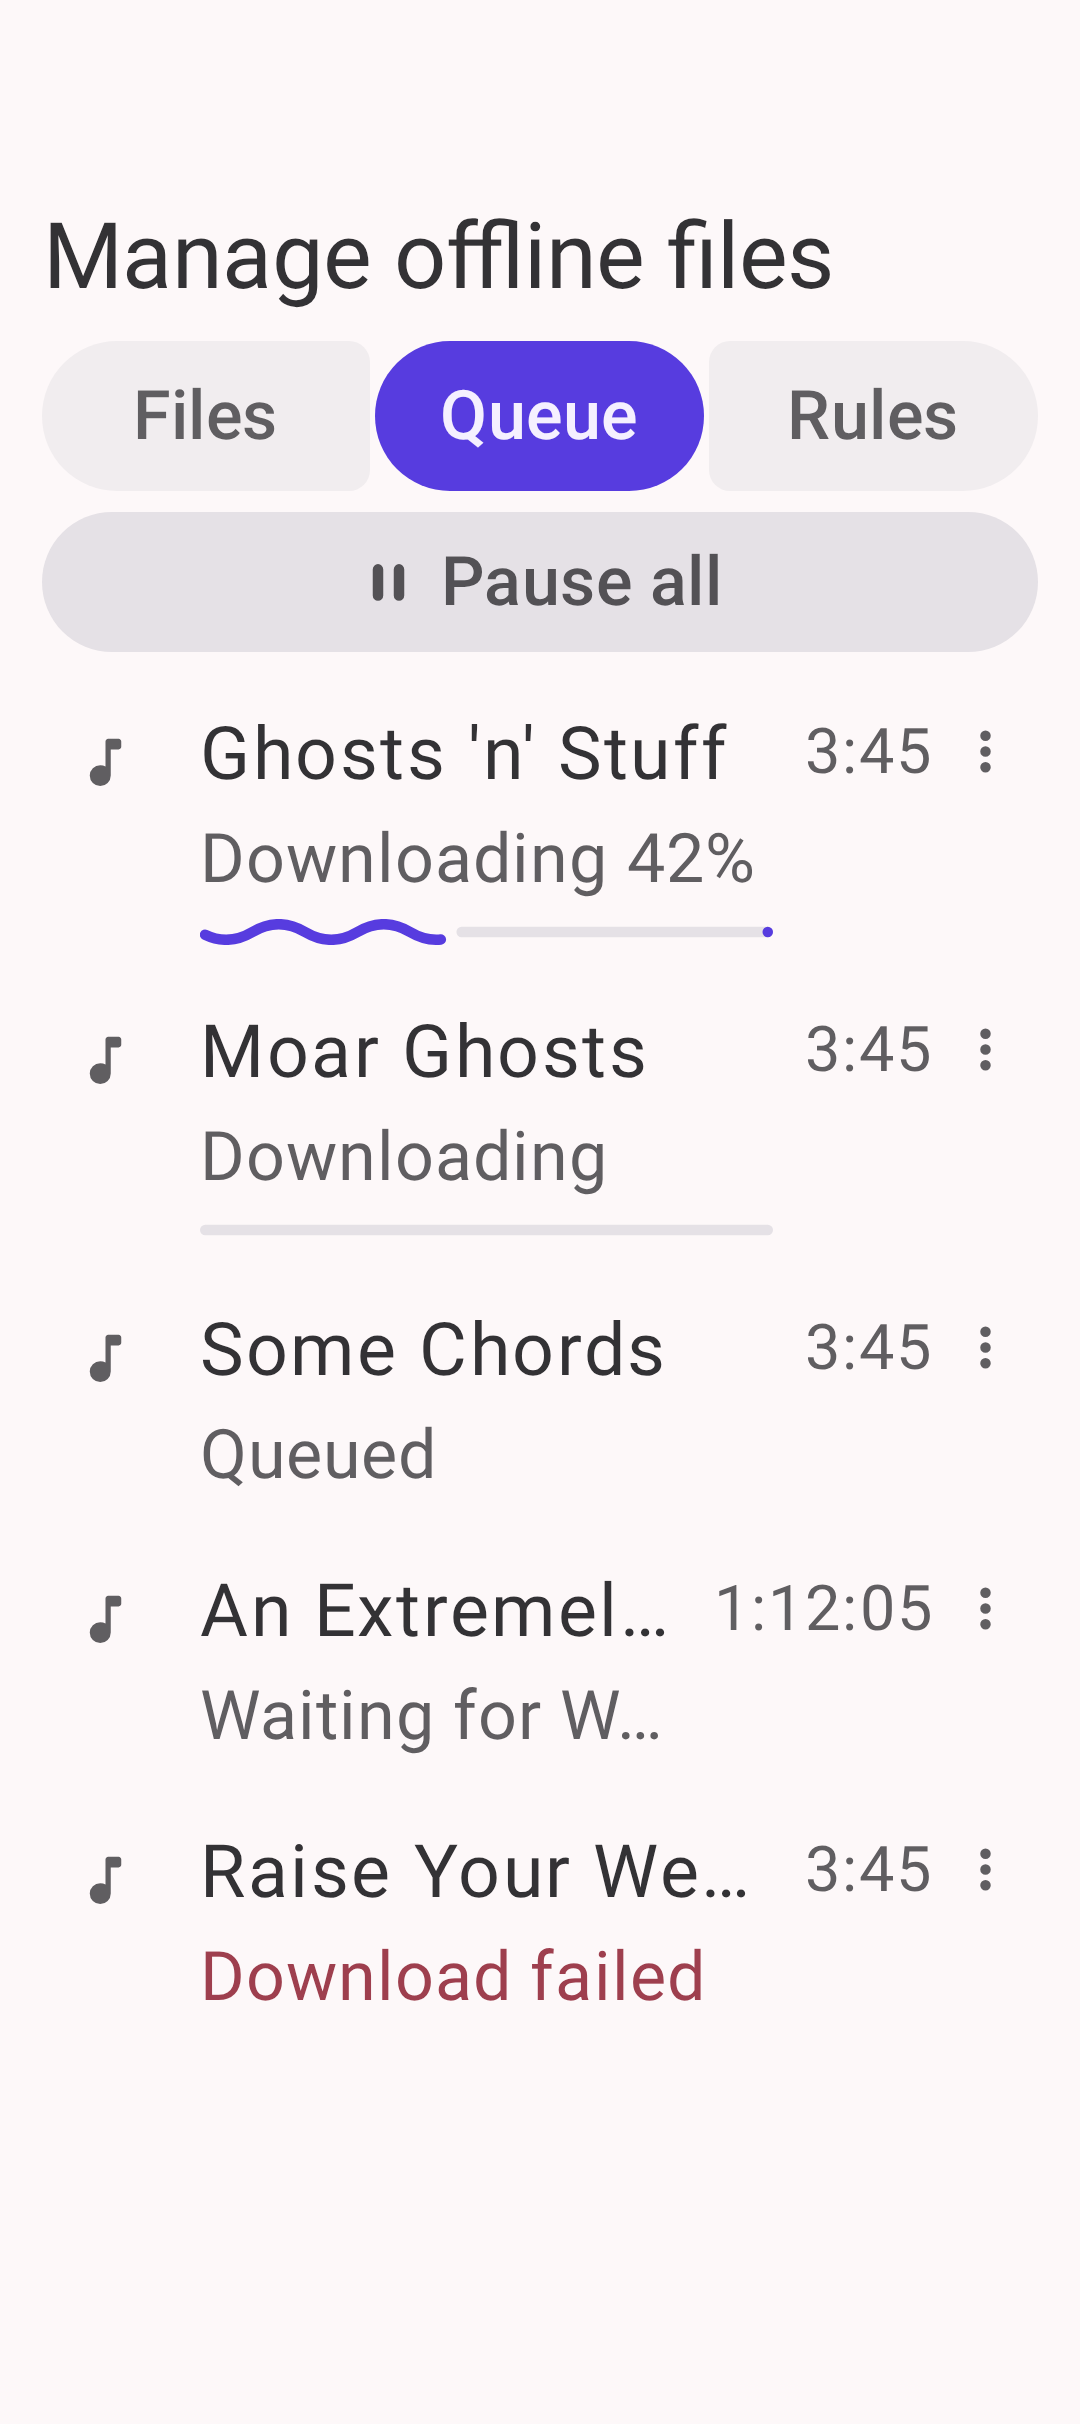 Manage offline files
Files Queue Rules
Pause all
Ghosts 'n' Stuff 3:45
Downloading 42%
Moar Ghosts 3:45
Downloading
Some Chords 3:45
Queued
An Extremel… 1:12:05
Waiting for W…
Raise Your We… 3:45
Download failed